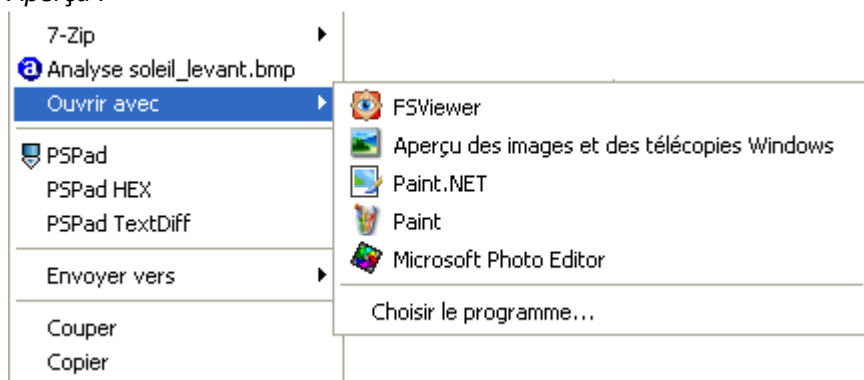 7-Zip
Analyse soleil_levant.bmp
Ouvrir avec
PSPad
PSPad HEX
PSPad TextDiff
Envoyer vers
Couper
Copier
FSViewer
Aperçu des images et des télécopies Windows
Paint.NET
Paint
Microsoft Photo Editor
Choisir le programme...